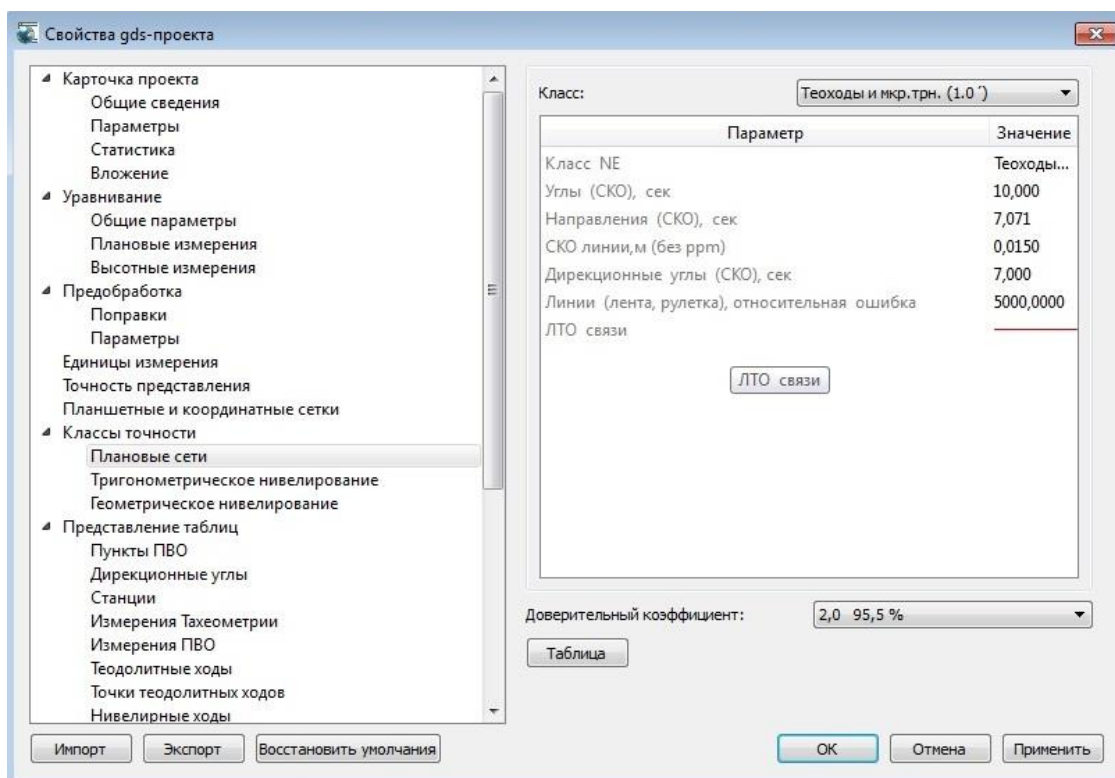 Свойства gds-проекта
Карточка проекта
Общие сведения
Параметры
Статистика
Вложение
Уравнивание
Общие параметры
Плановые измерения
Высотные измерения
Предобработка
Поправки
Параметры
Единицы измерения
Точность представления
Планшетные и координатные сетки
Классы точности
Плановые сети
Тригонометрическое нивелирование
Геометрическое нивелирование
Представление таблиц
Пункты ПВО
Дирекционные углы
Станции
Измерения Тахеометрии
Измерения ПВО
Теодолитные ходы
Точки теодолитных ходов
Нивелирные ходы
Класс: Теоходы и мкр.трн. (1.0´)
Параметр Значение
Класс NE Теоходы...
Углы (СКО), сек 10,000
Направления (СКО), сек 7,071
СКО линии,м (без ppm) 0,0150
Дирекционные углы (СКО), сек 7,000
Линии (лента, рулетка), относительная ошибка 5000,0000
ЛТО связи
ЛТО связи
Доверительный коэффициент: 2,0 95,5 %
Таблица
Импорт Экспорт Восстановить умолчания OK Отмена Применить